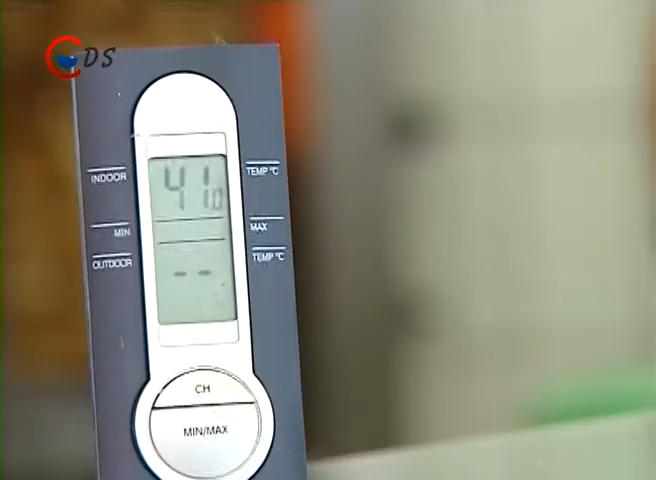 DS
INDOOR
41.0
TEMP °C
MIN
MAX
OUTDOOR
--
TEMP °C
CH
MIN/MAX